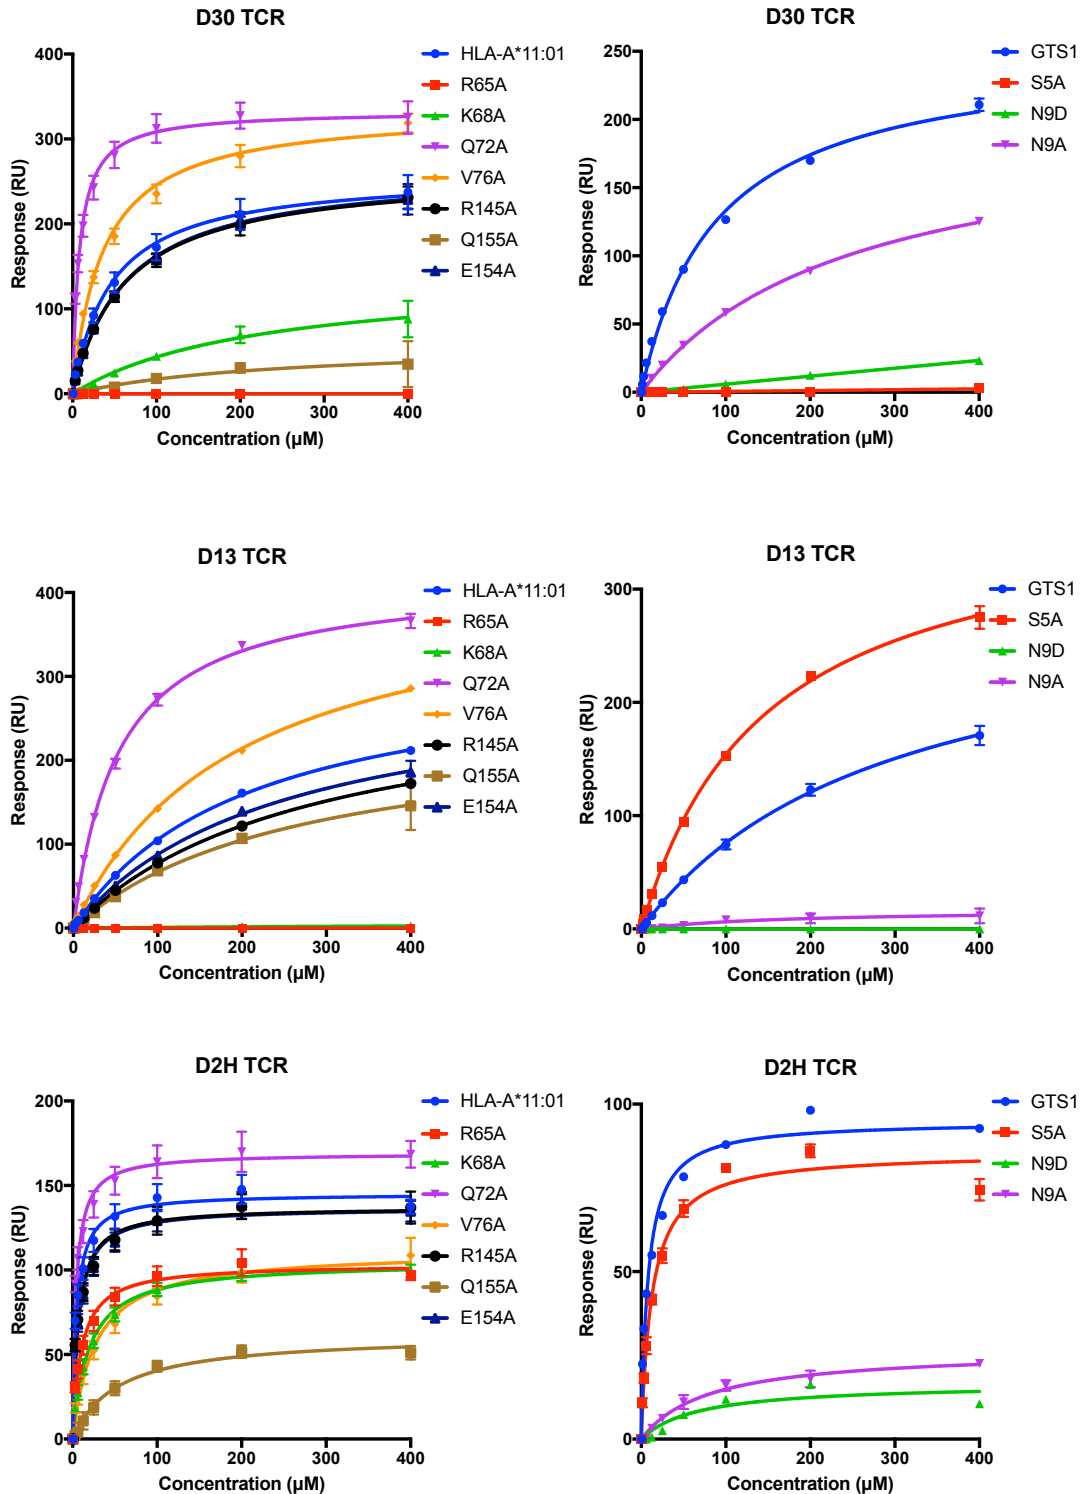 D30 TCR
400
300
200
100
0
Response (RU)
0 100 200 300 400
Concentration (µM)
HLA-A*11:01
R65A
K68A
Q72A
V76A
R145A
Q155A
E154A
250
200
150
100
50
0
Response (RU)
0 100 200 300 400
Concentration (µM)
GTS1
S5A
N9D
N9A
D13 TCR
400
300
200
100
0
Response (RU)
0 100 200 300 400
Concentration (µM)
HLA-A*11:01
R65A
K68A
Q72A
V76A
R145A
Q155A
E154A
D13 TCR
300
200
100
0
Response (RU)
0 100 200 300 400
Concentration (µM)
GTS1
S5A
N9D
N9A
D2H TCR
200
150
100
50
0
Response (RU)
0 100 200 300 400
Concentration (µM)
HLA-A*11:01
R65A
K68A
Q72A
V76A
R145A
Q155A
E154A
D2H TCR
100
50
0
Response (RU)
0 100 200 300 400
Concentration (µM)
GTS1
S5A
N9D
N9A